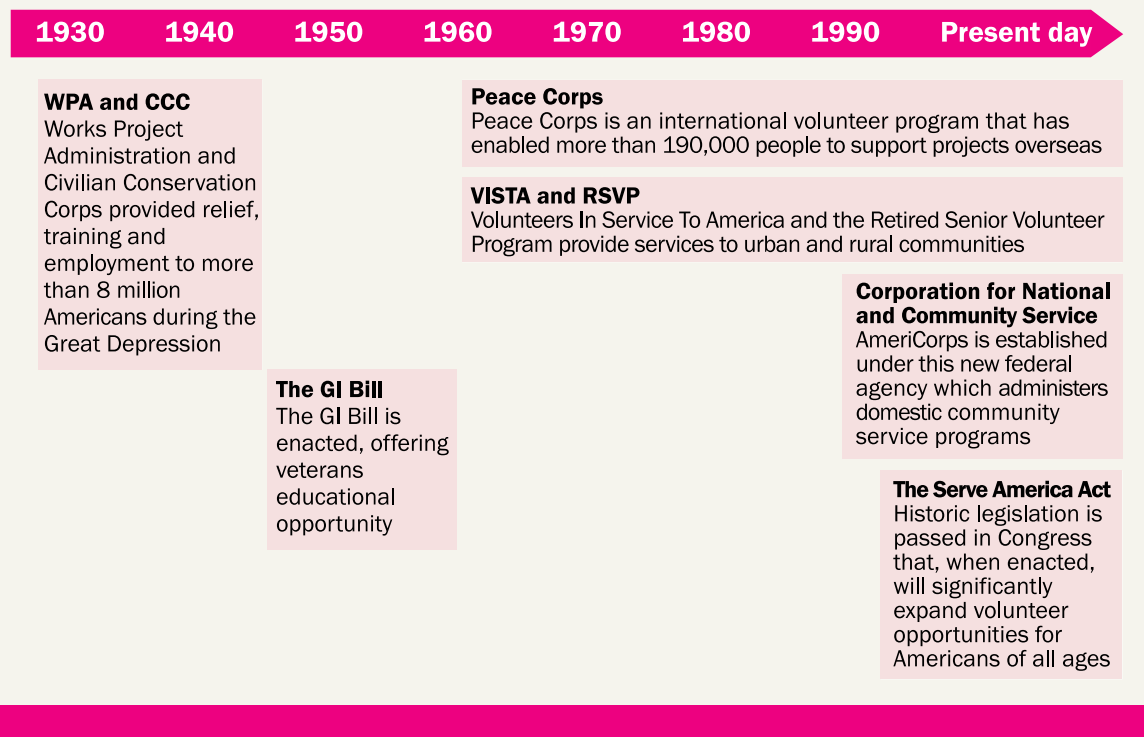 1930 1940 1950 1960 1970 1980 1990 Present day
WPA and CCC
Works Project
Administration and
Civilian Conservation
Corps provided relief,
training and
employment to more
than 8 million
Americans during the
Great Depression
The GI Bill
The GI Bill is
enacted, offering
veterans
educational
opportunity
Peace Corps
Peace Corps is an international volunteer program that has
enabled more than 190,000 people to support projects overseas
VISTA and RSVP
Volunteers In Service To America and the Retired Senior Volunteer
Program provide services to urban and rural communities
Corporation for National
and Community Service
AmeriCorps is established
under this new federal
agency which administers
domestic community
service programs
The Serve America Act
Historic legislation is
passed in Congress
that, when enacted,
will significantly
expand volunteer
opportunities for
Americans of all ages